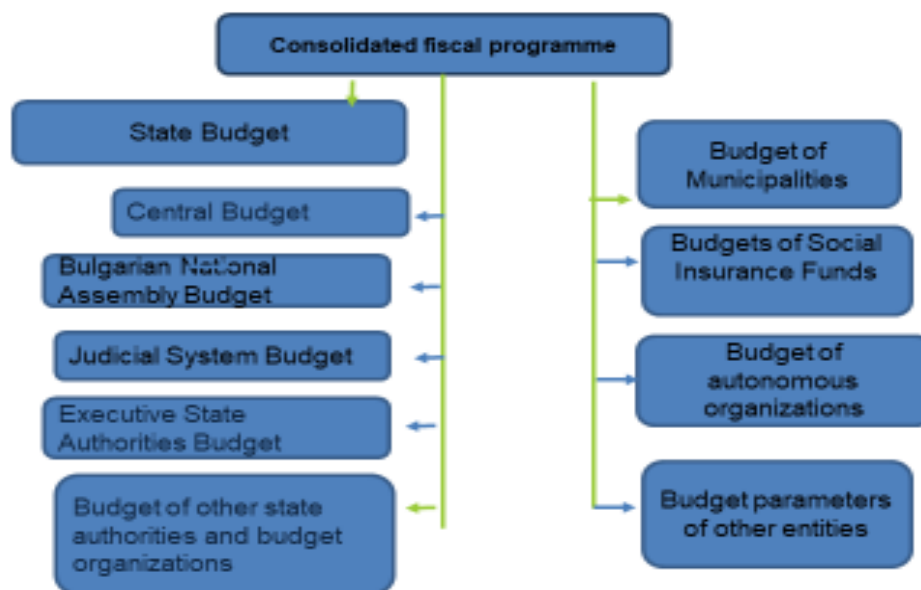 Consolidated fiscal programme
State Budget
Central Budget
Bulgarian National
Assembly Budget
Judicial System Budget
Executive State
Authorities Budget
Budget of other state
authorities and budget
organizations
Budget of
Municipalities
Budgets of Social
Insurance Funds
Budget of
autonomous
organizations
Budget parameters
of other entities